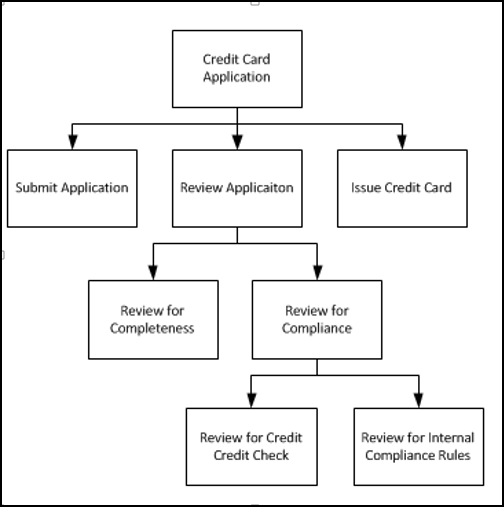 Credit Card
Application
Submit Application
Review Applicaiton
Issue Credit Card
Review for
Completeness
Review for
Compliance
Review for Credit
Credit Check
Review for Internal
Compliance Rules